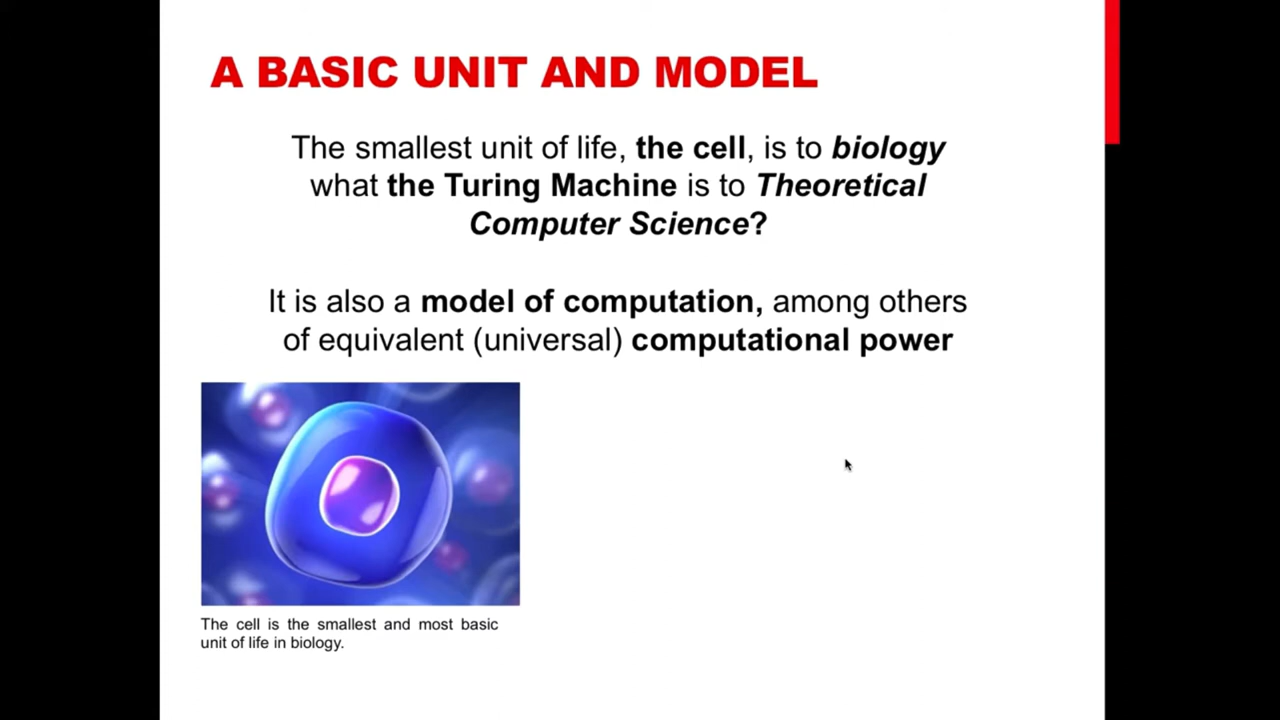 A BASIC UNIT AND MODEL
The smallest unit of life, the cell, is to biology
what the Turing Machine is to Theoretical
Computer Science?
It is also a model of computation, among others
of equivalent (universal) computational power
The cell is the smallest and most basic
unit of life in biology.